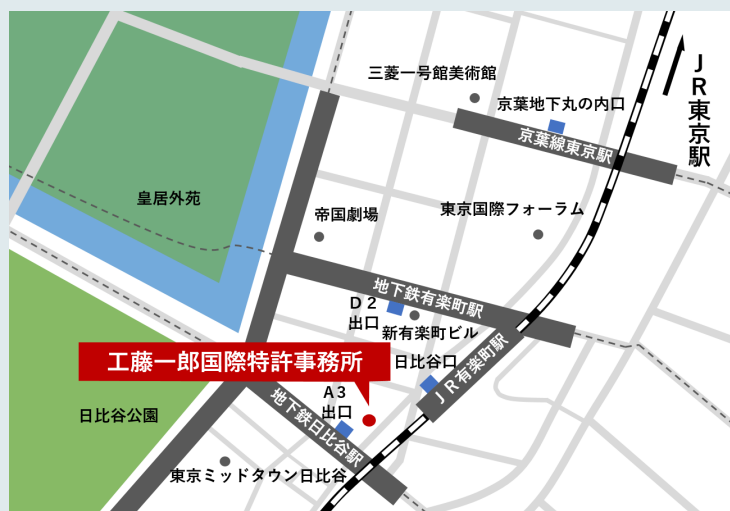 三菱一号館美術館
京葉地下丸の内口
京葉線東京駅
JR東京駅
皇居外苑
帝国劇場
東京国際フォーラム
地下鉄有楽町駅
D2
出口
新有楽町ビル
工藤一郎国際特許事務所
日比谷口
JR有楽町駅
A3
出口
日比谷公園
地下鉄日比谷駅
東京ミッドタウン日比谷